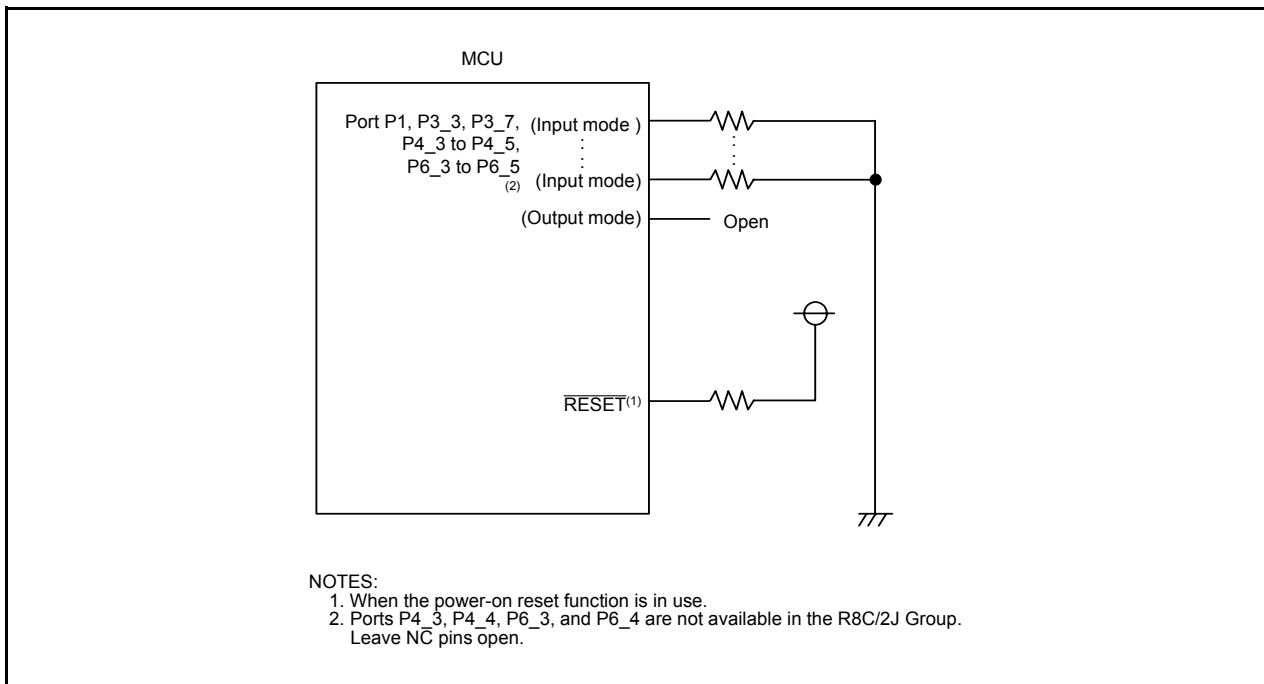 MCU
Port P1, P3_3, P3_7, (Input mode )
P4_3 to P4_5,
P6_3 to P6_5
(2) (Input mode)
(Output mode) Open
RESET(1)
NOTES:
1. When the power-on reset function is in use.
2. Ports P4_3, P4_4, P6_3, and P6_4 are not available in the R8C/2J Group.
Leave NC pins open.